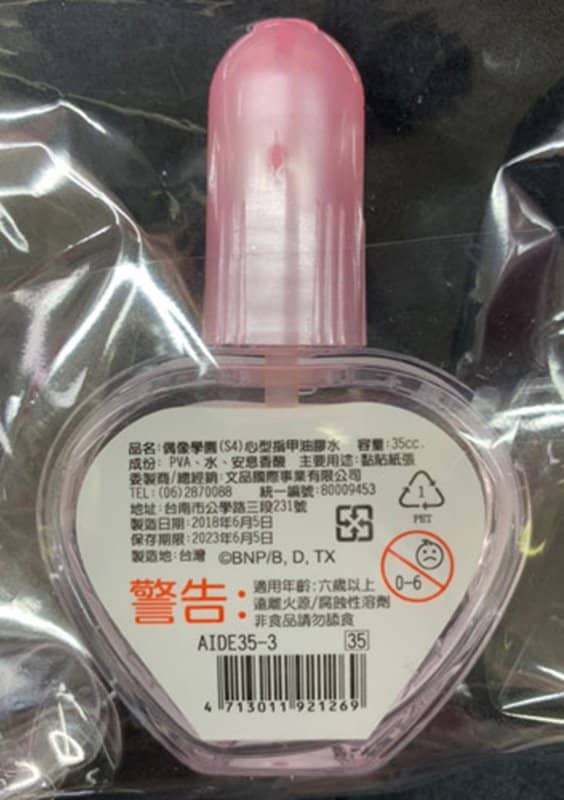 品名:偶像學園(S4)心型指甲油膠水 容量:35cc.
成份: PVA、水、安息香酸 主要用途:黏貼紙張
委製商/總經銷:文品國際事業有限公司
TEL:(06)2870088 統一編號:80009453
地址:台南市公學路三段231號
製造日期:2018年6月5日
保存期限:2023年6月5日
製造地:台灣 ©BNP/B, D, TX
1
PET
0-6
警告:
適用年齡:六歲以上
遠離火源/腐蝕性溶劑
非食品請勿舔食
AIDE35-3 35
4 713011 921269